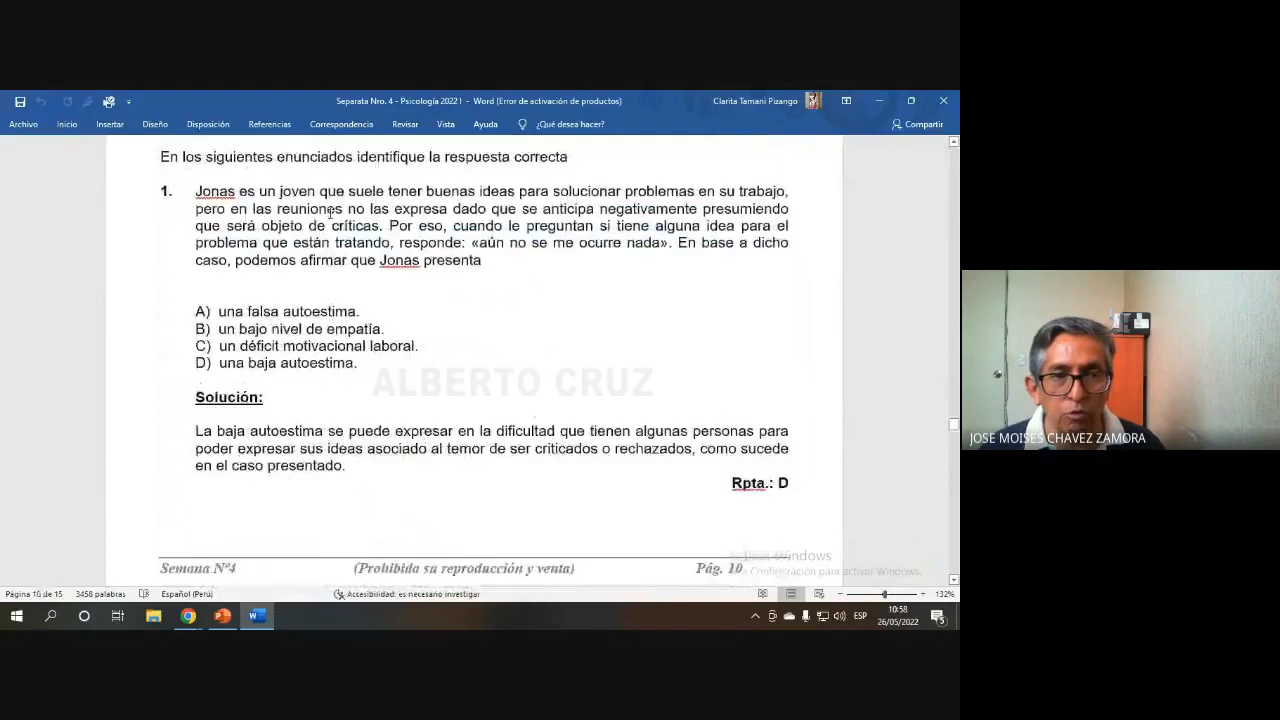 Separata Nro. 4 - Psicología 2022 I - Word (Error de activación de productos)
Clarita Tamani Pizango
Archivo Inicio Insertar Diseño Disposición Referencias Correspondencia Revisar Vista Ayuda ¿Qué desea hacer? Compartir
En los siguientes enunciados identifique la respuesta correcta
1. Jonas es un joven que suele tener buenas ideas para solucionar problemas en su trabajo,
pero en las reuniones no las expresa dado que se anticipa negativamente presumiendo
que será objeto de críticas. Por eso, cuando le preguntan si tiene alguna idea para el
problema que están tratando, responde: «aún no se me ocurre nada». En base a dicho
caso, podemos afirmar que Jonas presenta
A) una falsa autoestima.
B) un bajo nivel de empatía.
C) un déficit motivacional laboral.
D) una baja autoestima.
ALBERTO CRUZ
Solución:
La baja autoestima se puede expresar en la dificultad que tienen algunas personas para
poder expresar sus ideas asociado al temor de ser criticados o rechazados, como sucede
en el caso presentado.
Rpta.: D
Windows
Semana Nº4 (Prohibida su reproducción y venta) Pág. 10
a Configuración para activar Windows.
Página 10 de 15 3458 palabras Español (Perú) Accesibilidad: es necesario investigar 132%
ESP
10:58
26/05/2022
5
JOSE MOISES CHAVEZ ZAMORA